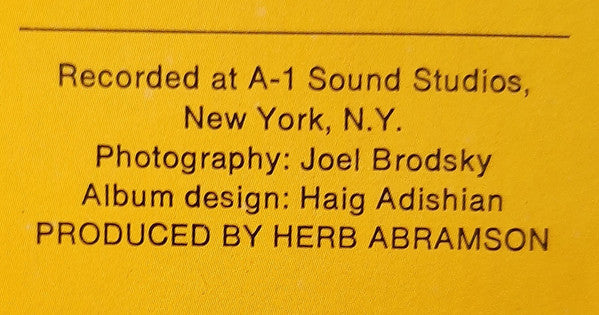 Recorded at A-1 Sound Studios,
New York, N.Y.
Photography: Joel Brodsky
Album design: Haig Adishian
PRODUCED BY HERB ABRAMSON